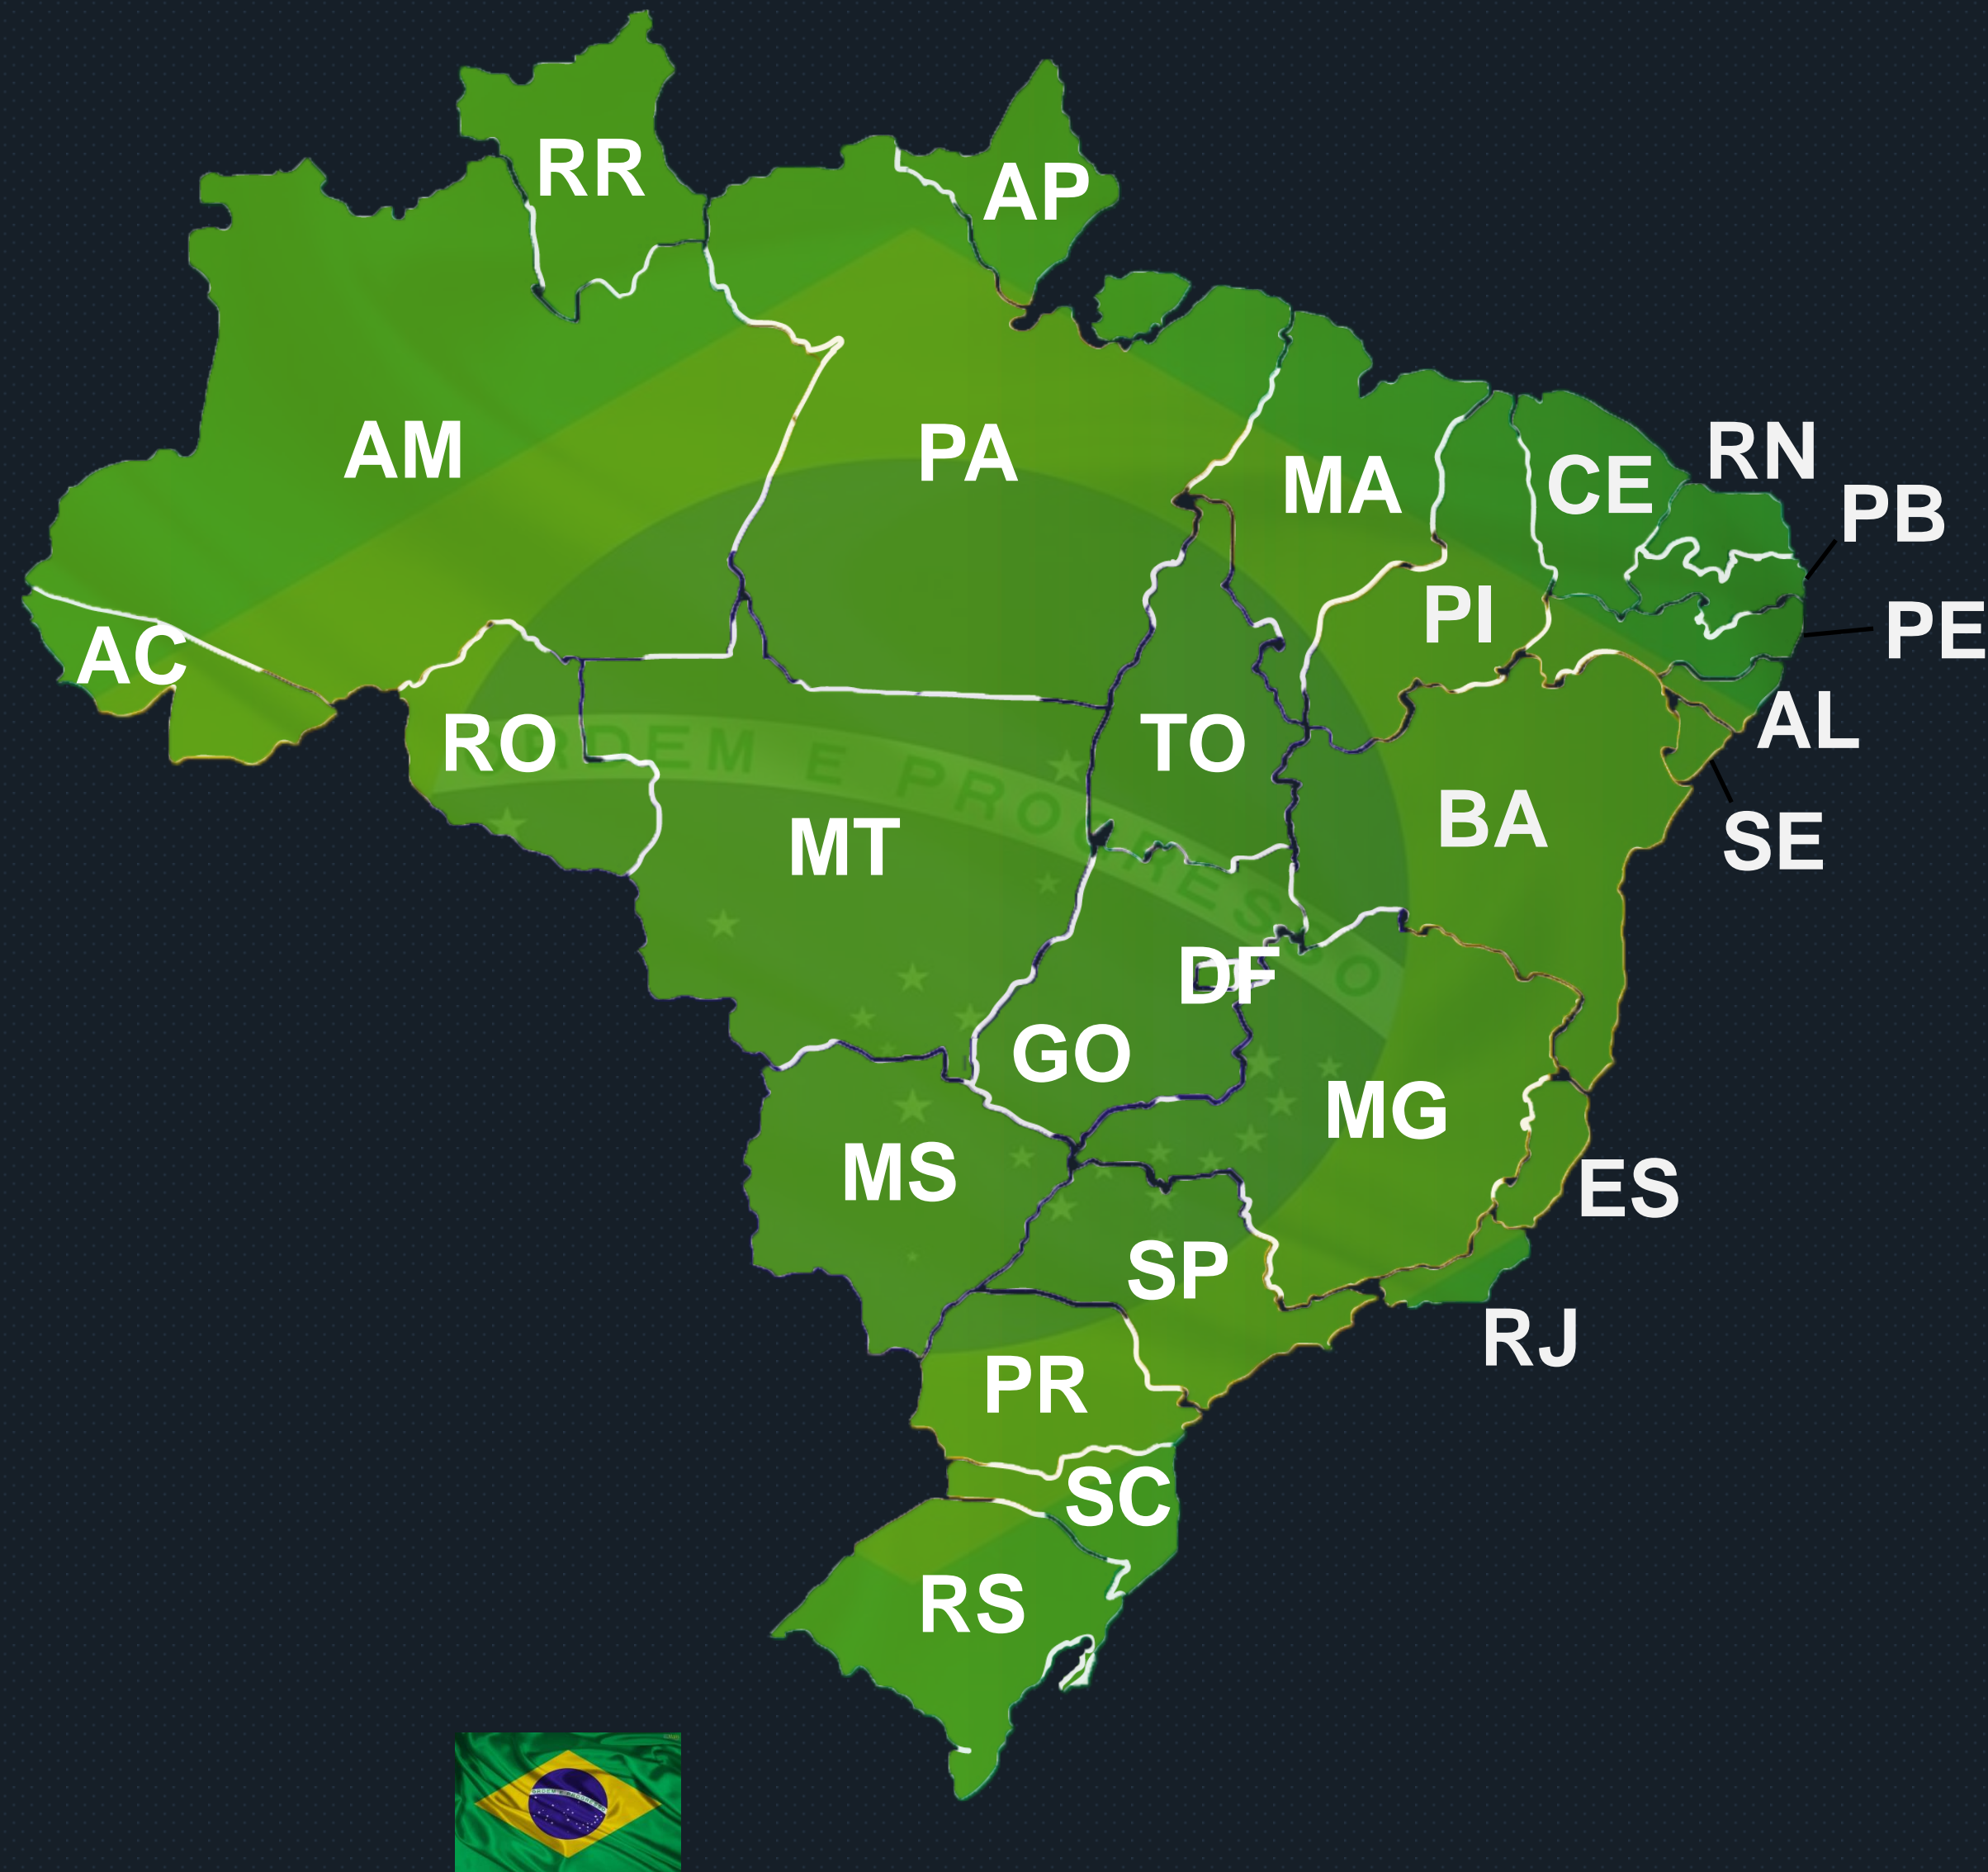 RR
AP
AM
PA
MA
CE
RN
PB
PI
PE
AC
RO
TO
AL
MT
BA
SE
ORDEM E PROGRESSO
DF
GO
MG
MS
ES
SP
RJ
PR
SC
RS